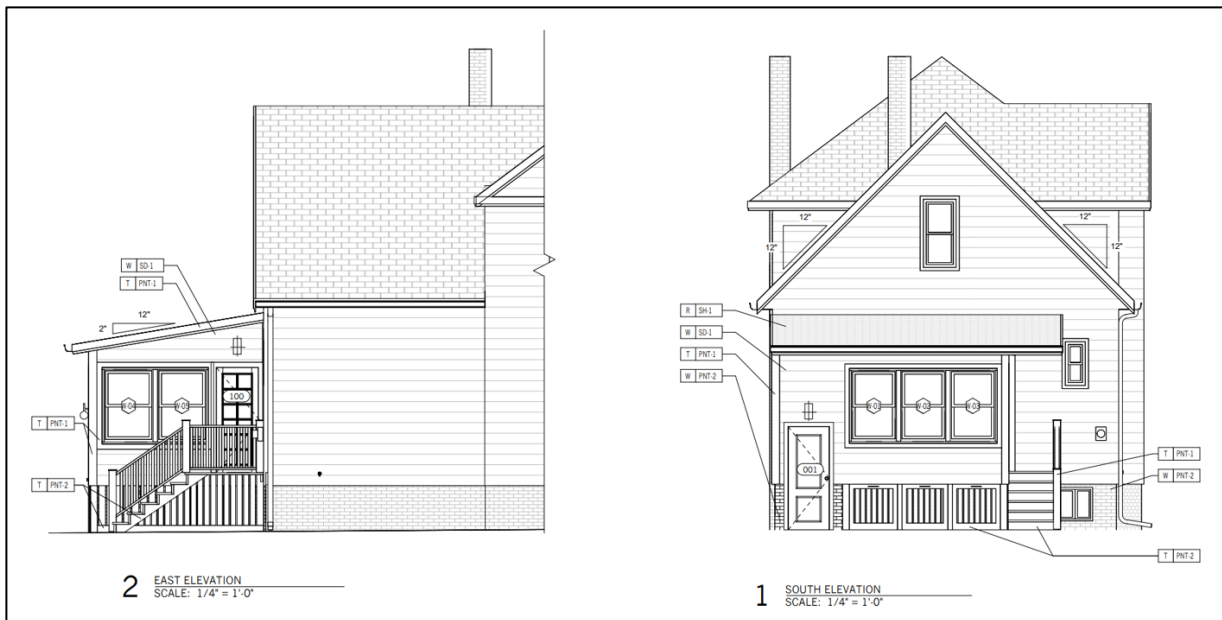 W SD-1
T PNT-1
12"
2"
W-04
W-05
100
T PNT-1
T PNT-2
2 EAST ELEVATION
SCALE: 1/4" = 1'-0"
12"
12"
12"
12"
R SH-1
W SD-1
T PNT-1
W PNT-2
W-03
001
T PNT-1
W PNT-2
T PNT-2
1 SOUTH ELEVATION
SCALE: 1/4" = 1'-0"